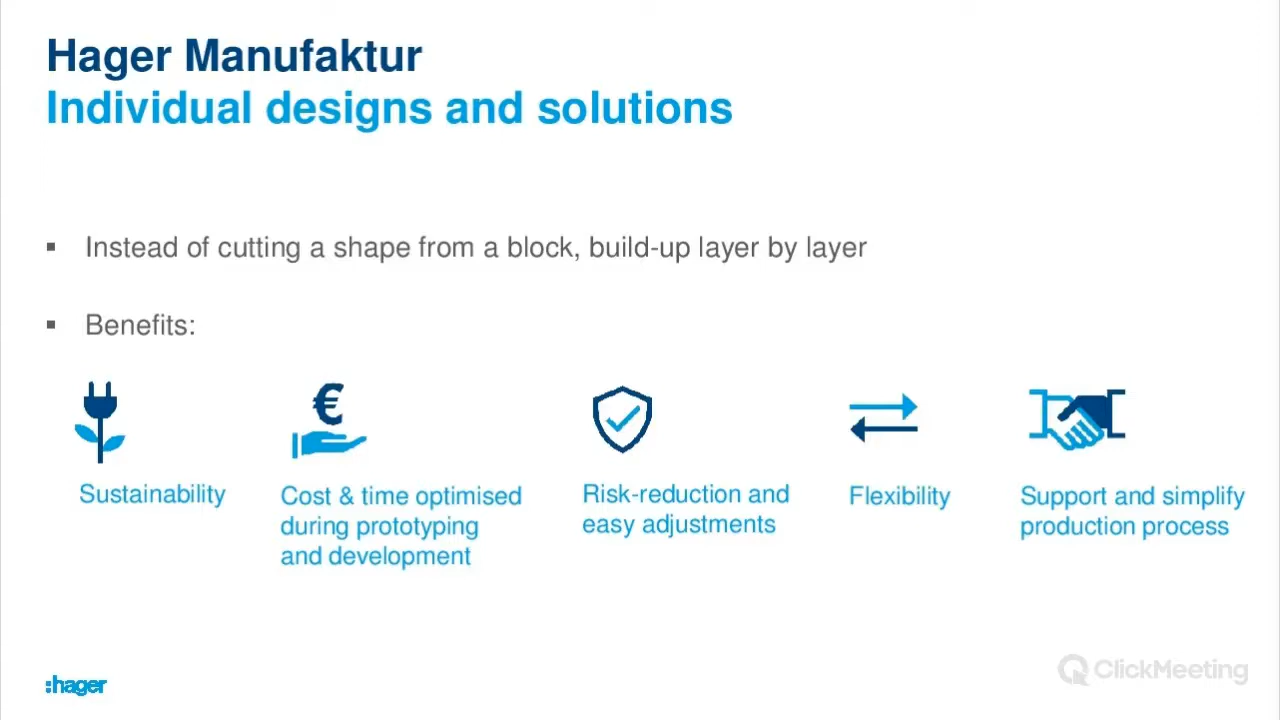 Hager Manufaktur
Individual designs and solutions
▪ Instead of cutting a shape from a block, build-up layer by layer
▪ Benefits:
€
Sustainability
Cost & time optimised
during prototyping
and development
Risk-reduction and
easy adjustments
Flexibility
Support and simplify
production process
:hager
ClickMeeting